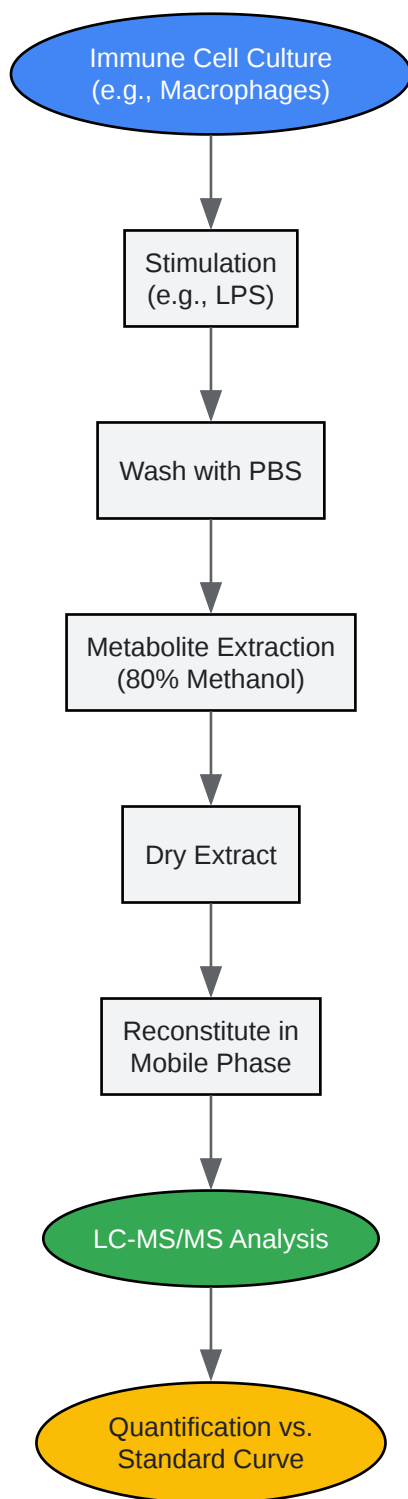 Immune Cell Culture
(e.g., Macrophages)
Stimulation
(e.g., LPS)
Wash with PBS
Metabolite Extraction
(80% Methanol)
Dry Extract
Reconstitute in
Mobile Phase
LC-MS/MS Analysis
Quantification vs.
Standard Curve